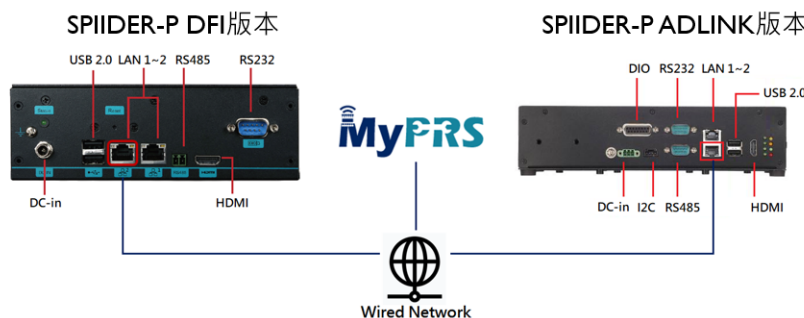 SPIIDER-P DFI版本
SPIIDER-P ADLINK版本
USB 2.0
LAN 1~2
RS485
RS232
DC-in
HDMI
MyPRS
DIO
RS232
LAN 1~2
USB 2.0
DC-in
I2C
RS485
HDMI
Wired Network